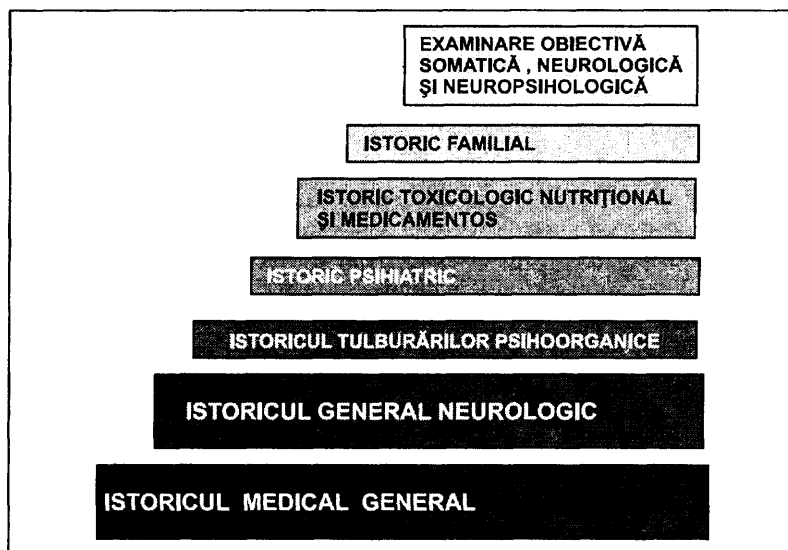 EXAMINARE OBIECTIVĂ
SOMATICĂ , NEUROLOGICĂ
ŞI NEUROPSIHOLOGICĂ
ISTORIC FAMILIAL
ISTORIC TOXICOLOGIC NUTRIŢIONAL
ŞI MEDICAMENTOS
ISTORIC PSIHIATRIC
ISTORICUL TULBURĂRILOR PSIHOORGANICE
ISTORICUL GENERAL NEUROLOGIC
ISTORICUL MEDICAL GENERAL